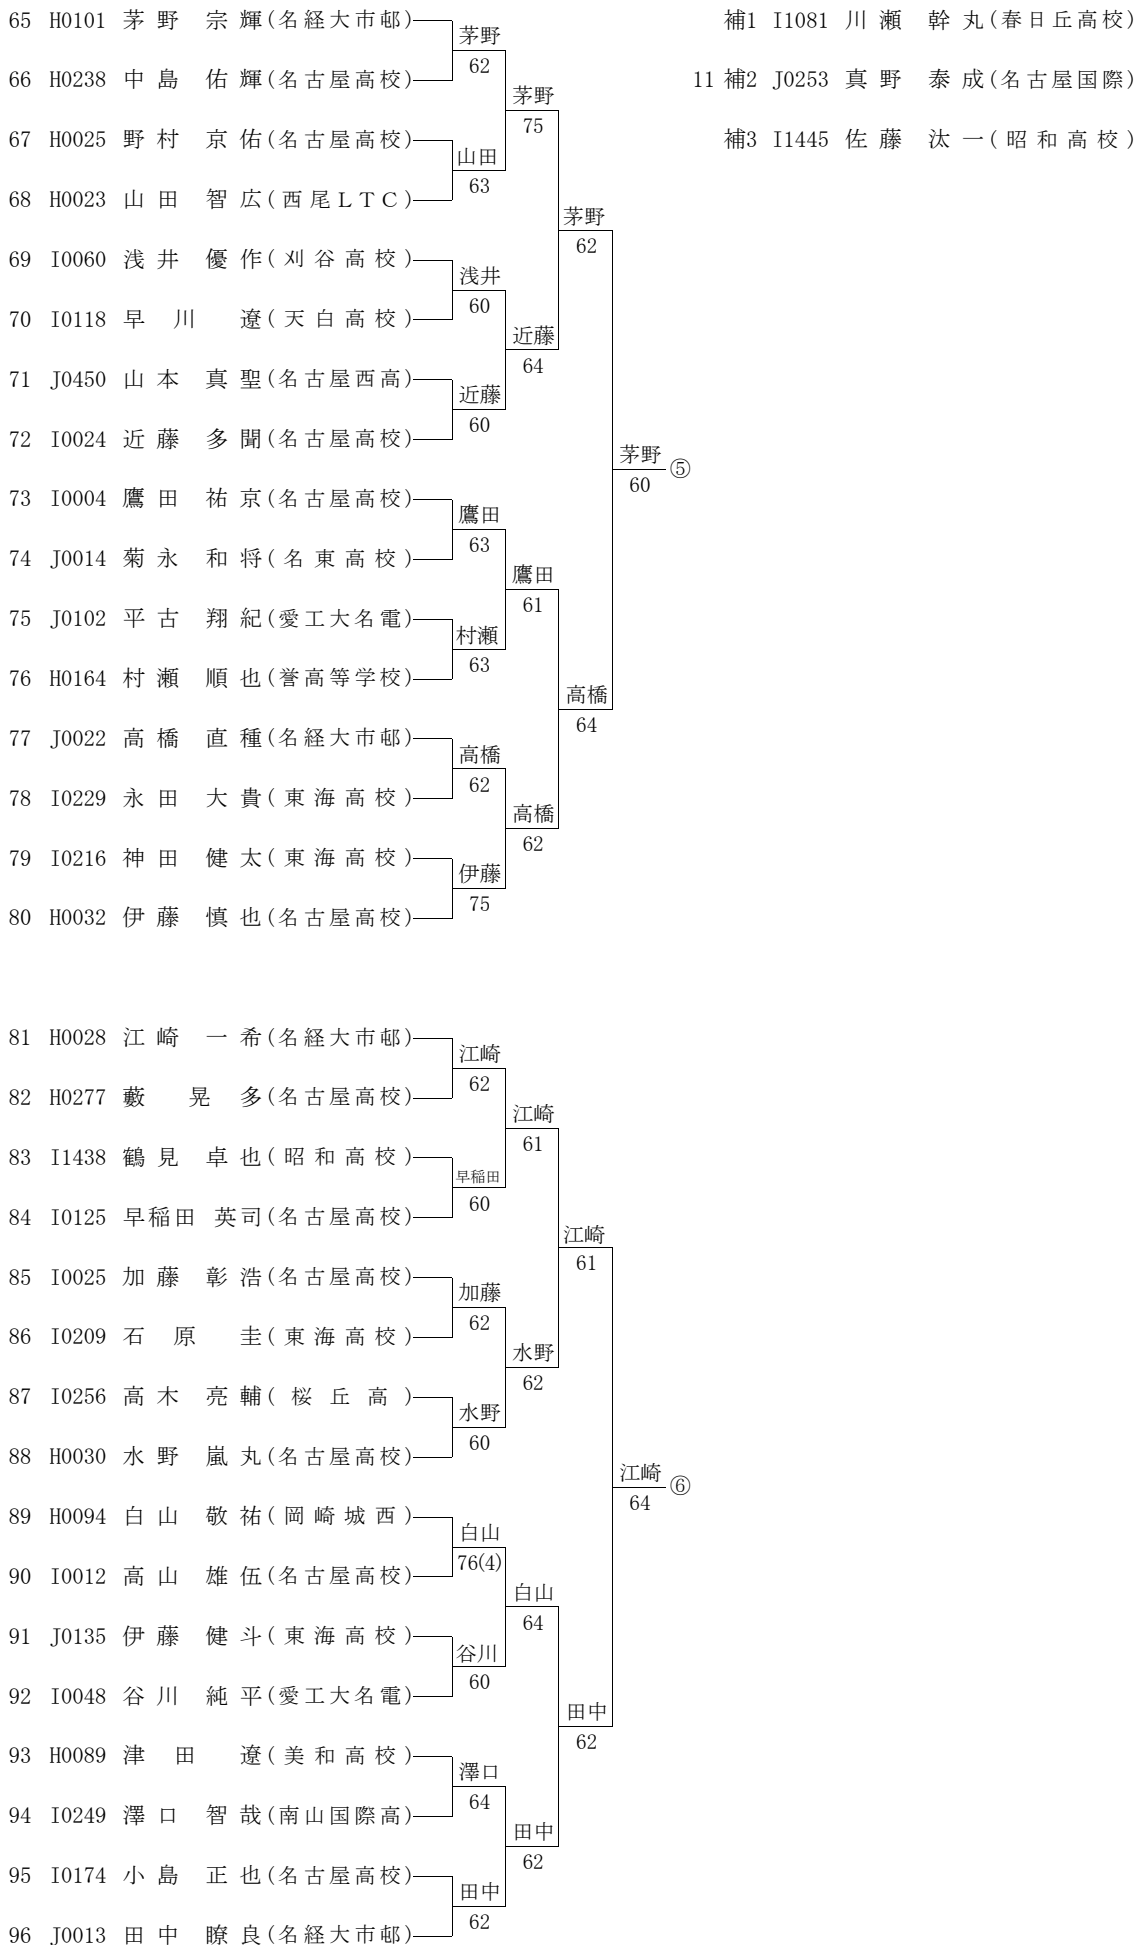 65 H0101 茅野 宗輝(名経大市邨)
茅野
62
66 H0238 中島 佑輝(名古屋高校)
茅野
75
67 H0025 野村 京佑(名古屋高校)
山田
63
68 H0023 山田 智広(西尾LTC)
茅野
62
69 I0060 浅井 優作(刈谷高校)
浅井
60
70 I0118 早川 遼(天白高校)
近藤
64
71 J0450 山本 真聖(名古屋西高)
近藤
60
72 I0024 近藤 多聞(名古屋高校)
茅野 ⑤
60
73 I0004 鷹田 祐京(名古屋高校)
鷹田
63
74 J0014 菊永 和将(名東高校)
鷹田
61
75 J0102 平古 翔紀(愛工大名電)
村瀬
63
76 H0164 村瀬 順也(誉高等学校)
高橋
64
77 J0022 高橋 直種(名経大市邨)
高橋
62
78 I0229 永田 大貴(東海高校)
高橋
62
79 I0216 神田 健太(東海高校)
伊藤
75
80 H0032 伊藤 慎也(名古屋高校)
補1 I1081 川瀬 幹丸(春日丘高校)
11 補2 J0253 真野 泰成(名古屋国際)
補3 I1445 佐藤 汰一(昭和高校)
81 H0028 江崎 一希(名経大市邨)
江崎
62
82 H0277 藪 晃多(名古屋高校)
江崎
61
83 I1438 鶴見 卓也(昭和高校)
早稲田
60
84 I0125 早稲田 英司(名古屋高校)
江崎
61
85 I0025 加藤 彰浩(名古屋高校)
加藤
62
86 I0209 石原 圭(東海高校)
水野
62
87 I0256 高木 亮輔(桜丘高)
水野
60
88 H0030 水野 嵐丸(名古屋高校)
江崎 ⑥
64
89 H0094 白山 敬祐(岡崎城西)
白山
76(4)
90 I0012 高山 雄伍(名古屋高校)
白山
64
91 J0135 伊藤 健斗(東海高校)
谷川
60
92 I0048 谷川 純平(愛工大名電)
田中
62
93 H0089 津田 遼(美和高校)
澤口
64
94 I0249 澤口 智哉(南山国際高)
田中
62
95 I0174 小島 正也(名古屋高校)
田中
62
96 J0013 田中 瞭良(名経大市邨)